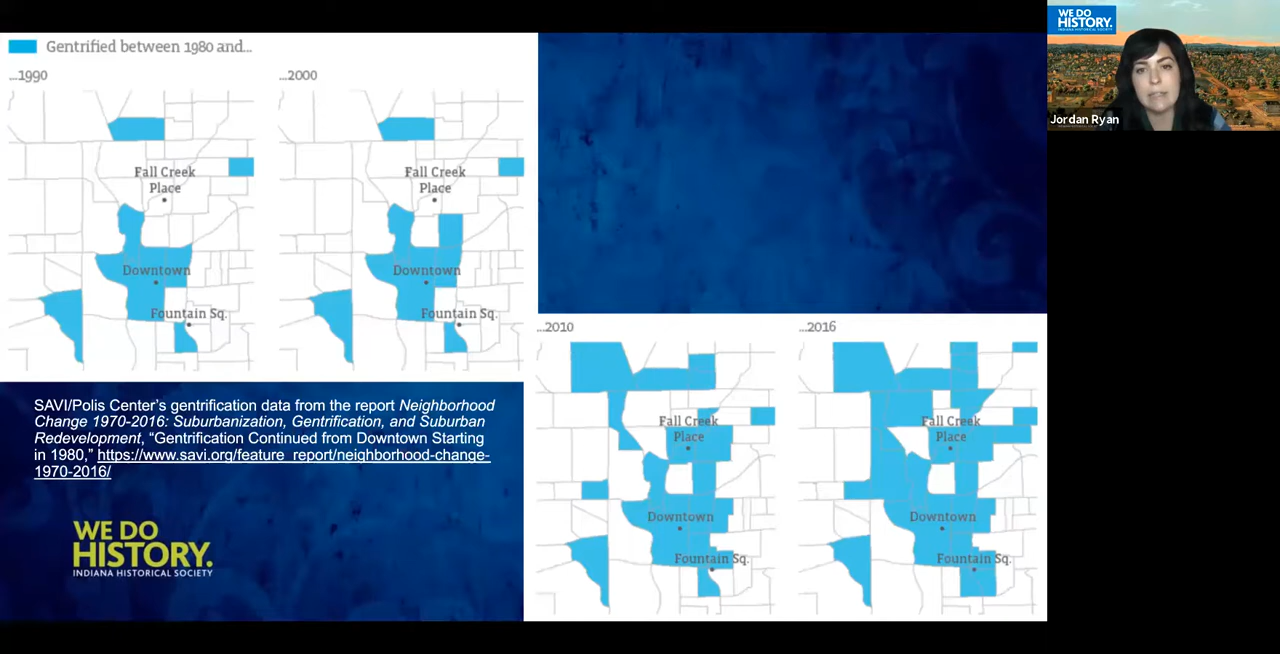 Gentrified between 1980 and...
...1990
...2000
Fall Creek
Place
Downtown
Fountain Sq.
Fall Creek
Place
Downtown
Fountain Sq.
SAVI/Polis Center's gentrification data from the report Neighborhood
Change 1970-2016: Suburbanization, Gentrification, and Suburban
Redevelopment, “Gentrification Continued from Downtown Starting
in 1980,” https://www.savi.org/feature_report/neighborhood-change-
1970-2016/
WE DO
HISTORY.
INDIANA HISTORICAL SOCIETY
...2010
...2016
Fall Creek
Place
Downtown
Fountain Sq.
Fall Creek
Place
Downtown
Fountain Sq.
WE DO
HISTORY.
INDIANA HISTORICAL SOCIETY
Jordan Ryan